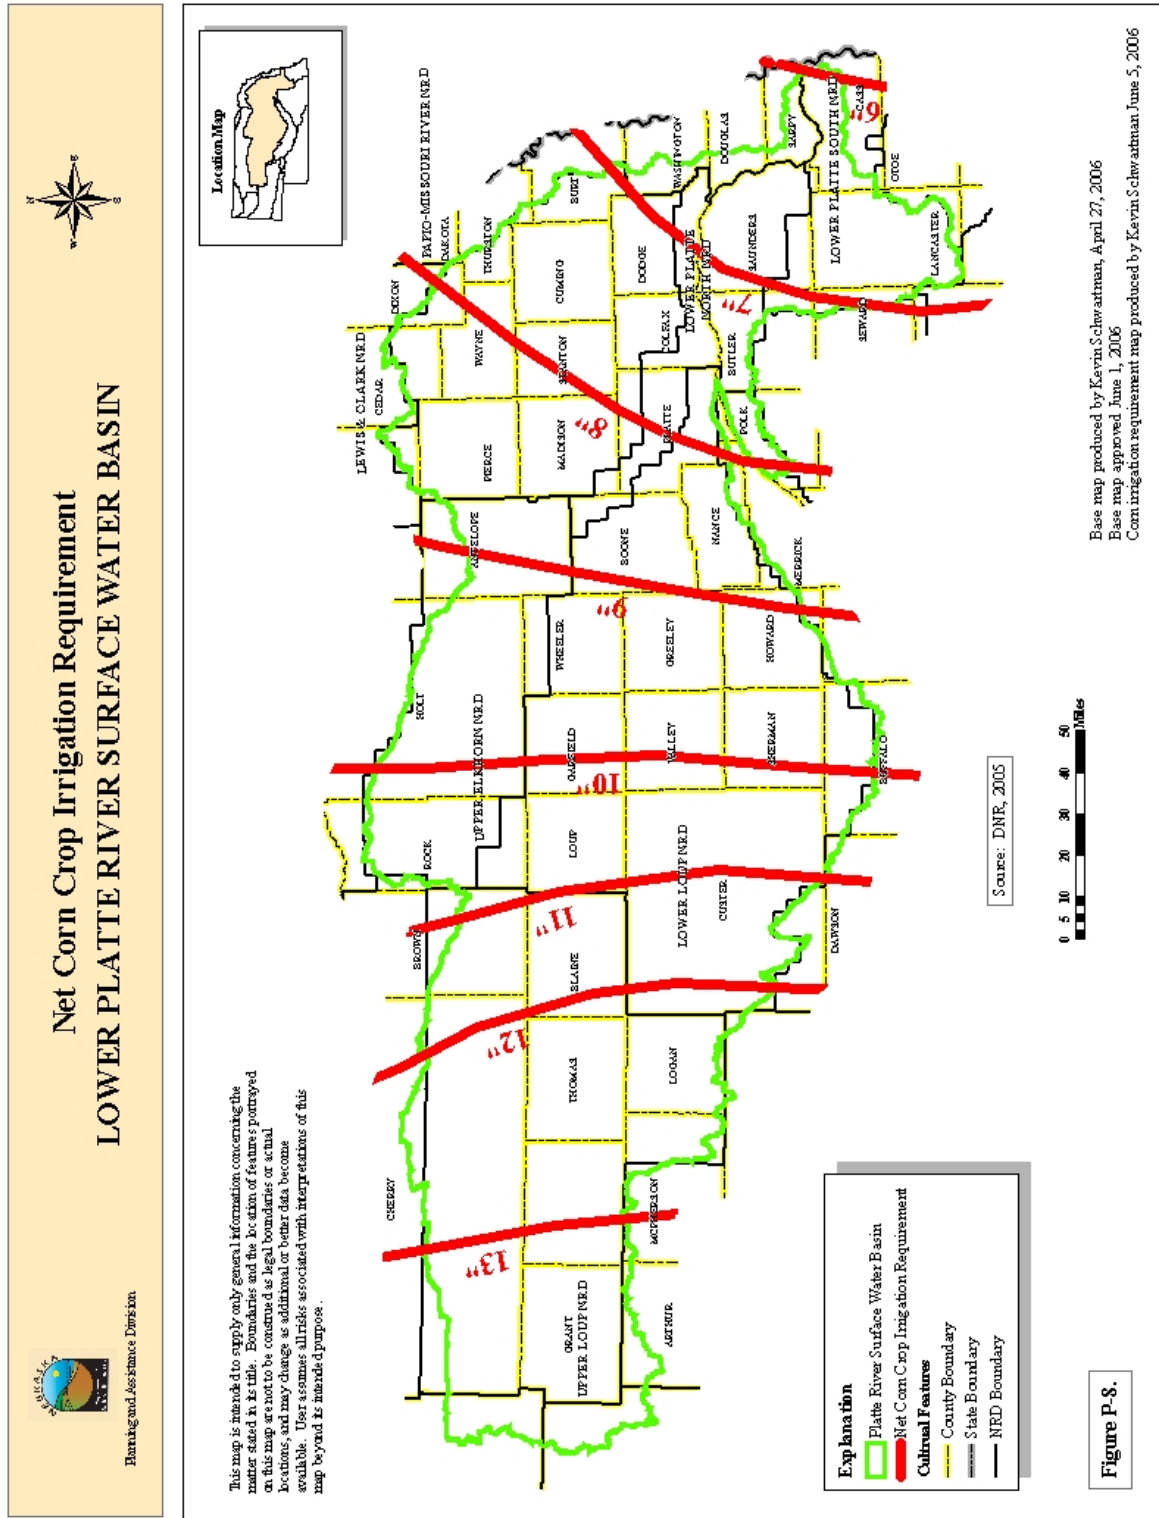 Net Corn Crop Irrigation Requirement
LOWER PLATTE RIVER SURFACE WATER BASIN
Planning and Assistance Division
N
E
S
W
This map is intended to supply only general information concerning the
matter stated in its title. Boundaries and the location of features portrayed
on this map are not to be construed as legal boundaries or actual
locations, and may change as additional or better data become
available. User assumes all risks associated with interpretations of this
map beyond its intended purpose.
Location Map
LEWIS & CLARK NRD
PAPIO-MISSOURI RIVER NRD
CHERRY
BROWN
ROCK
HOLT
ANTELOPE
PIERCE
CEDAR
WAYNE
DIXON
DAKOTA
THURSTON
UPPER ELKHORN NRD
GRANT
UPPER LOUP NRD
THOMAS
BLAINE
LOUP
GARFIELD
WHEELER
MADISON
STANTON
CUMING
BURT
ARTHUR
MCPHERSON
LOGAN
LOWER LOUP NRD
CUSTER
VALLEY
GREELEY
BOONE
PLATTE
COLFAX
DODGE
WASHINGTON
LOWER PLATTE
NORTH NRD
DAWSON
SHERMAN
HOWARD
NANCE
MERRICK
POLK
BUTLER
SAUNDERS
DOUGLAS
SARPY
BUFFALO
SEWARD
LANCASTER
LOWER PLATTE SOUTH NRD
CASS
OTOE
13"
12"
11"
10"
9"
8"
7"
6"
Explanation
Platte River Surface Water Basin
Net Corn Crop Irrigation Requirement
Cultrual Features
County Boundary
State Boundary
NRD Boundary
Source: DNR, 2005
0 5 10 20 30 40 50
Miles
Base map produced by Kevin Schwartman, April 27, 2006
Base map approved June 1, 2006
Corn irrigation requirement map produced by Kevin Schwartman June 5, 2006
Figure P-8.